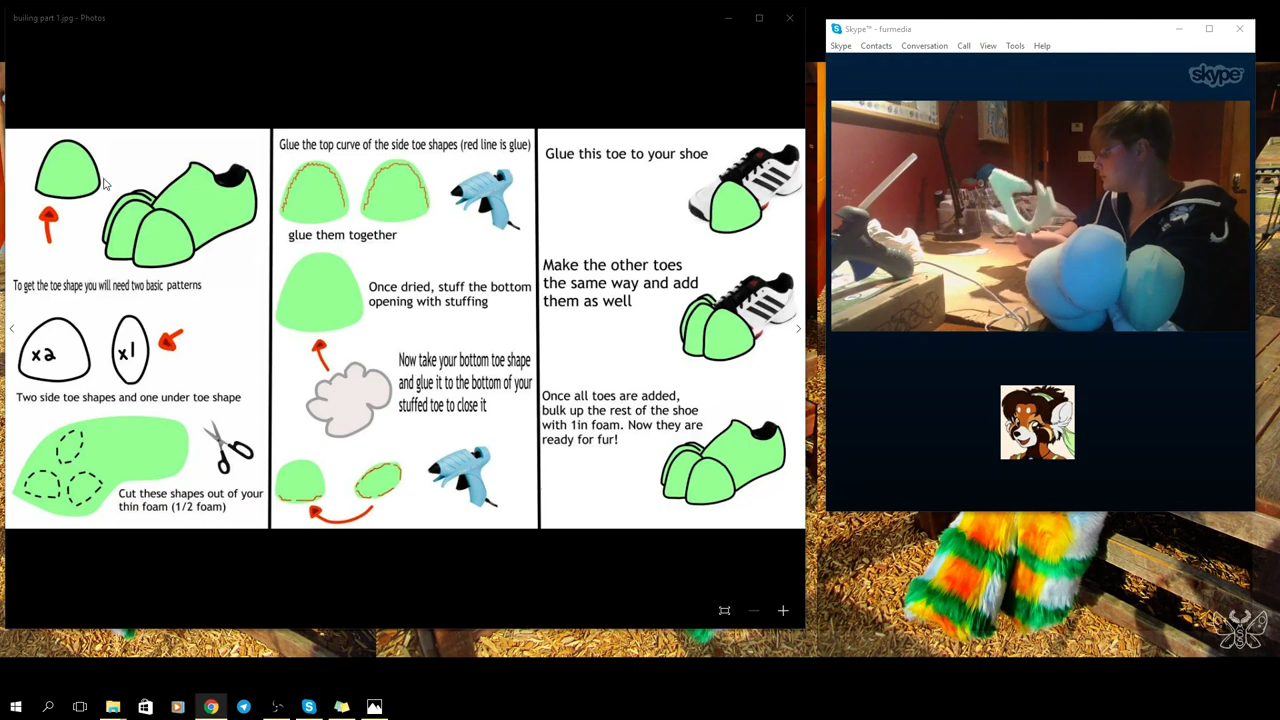 builing part 1.jpg - Photos
To get the toe shape you will need two basic patterns
x2
x1
Two side toe shapes and one under toe shape
Cut these shapes out of your
thin foam (1/2 foam)
Glue the top curve of the side toe shapes (red line is glue)
glue them together
Once dried, stuff the bottom
opening with stuffing
Now take your bottom toe shape
and glue it to the bottom of your
stuffed toe to close it
Glue this toe to your shoe
Make the other toes
the same way and add
them as well
Once all toes are added,
bulk up the rest of the shoe
with 1in foam. Now they are
ready for fur!
Skype™ - furmedia
Skype Contacts Conversation Call View Tools Help
skype